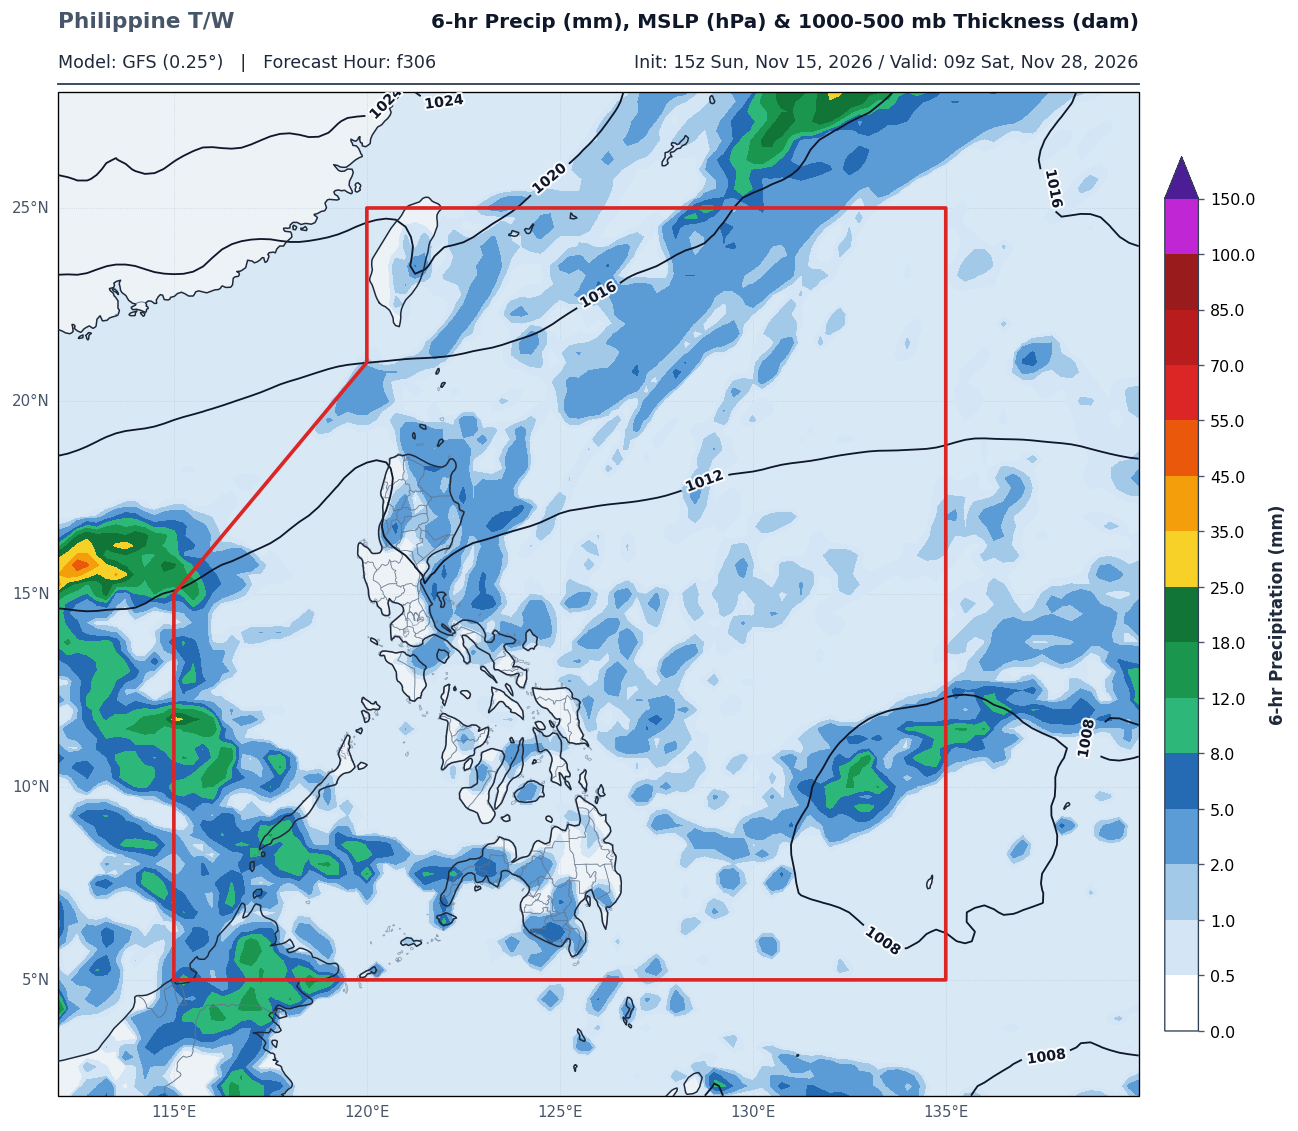 Philippine T/W
6-hr Precip (mm), MSLP (hPa) & 1000-500 mb Thickness (dam)
Model: GFS (0.25°) | Forecast Hour: f306
Init: 15z Sun, Nov 15, 2026 / Valid: 09z Sat, Nov 28, 2026
1024
1024
1020
1016
1016
1012
1008
1008
1008
25°N
20°N
15°N
10°N
5°N
115°E
120°E
125°E
130°E
135°E
150.0
100.0
85.0
70.0
55.0
45.0
35.0
25.0
18.0
12.0
8.0
5.0
2.0
1.0
0.5
0.0
6-hr Precipitation (mm)